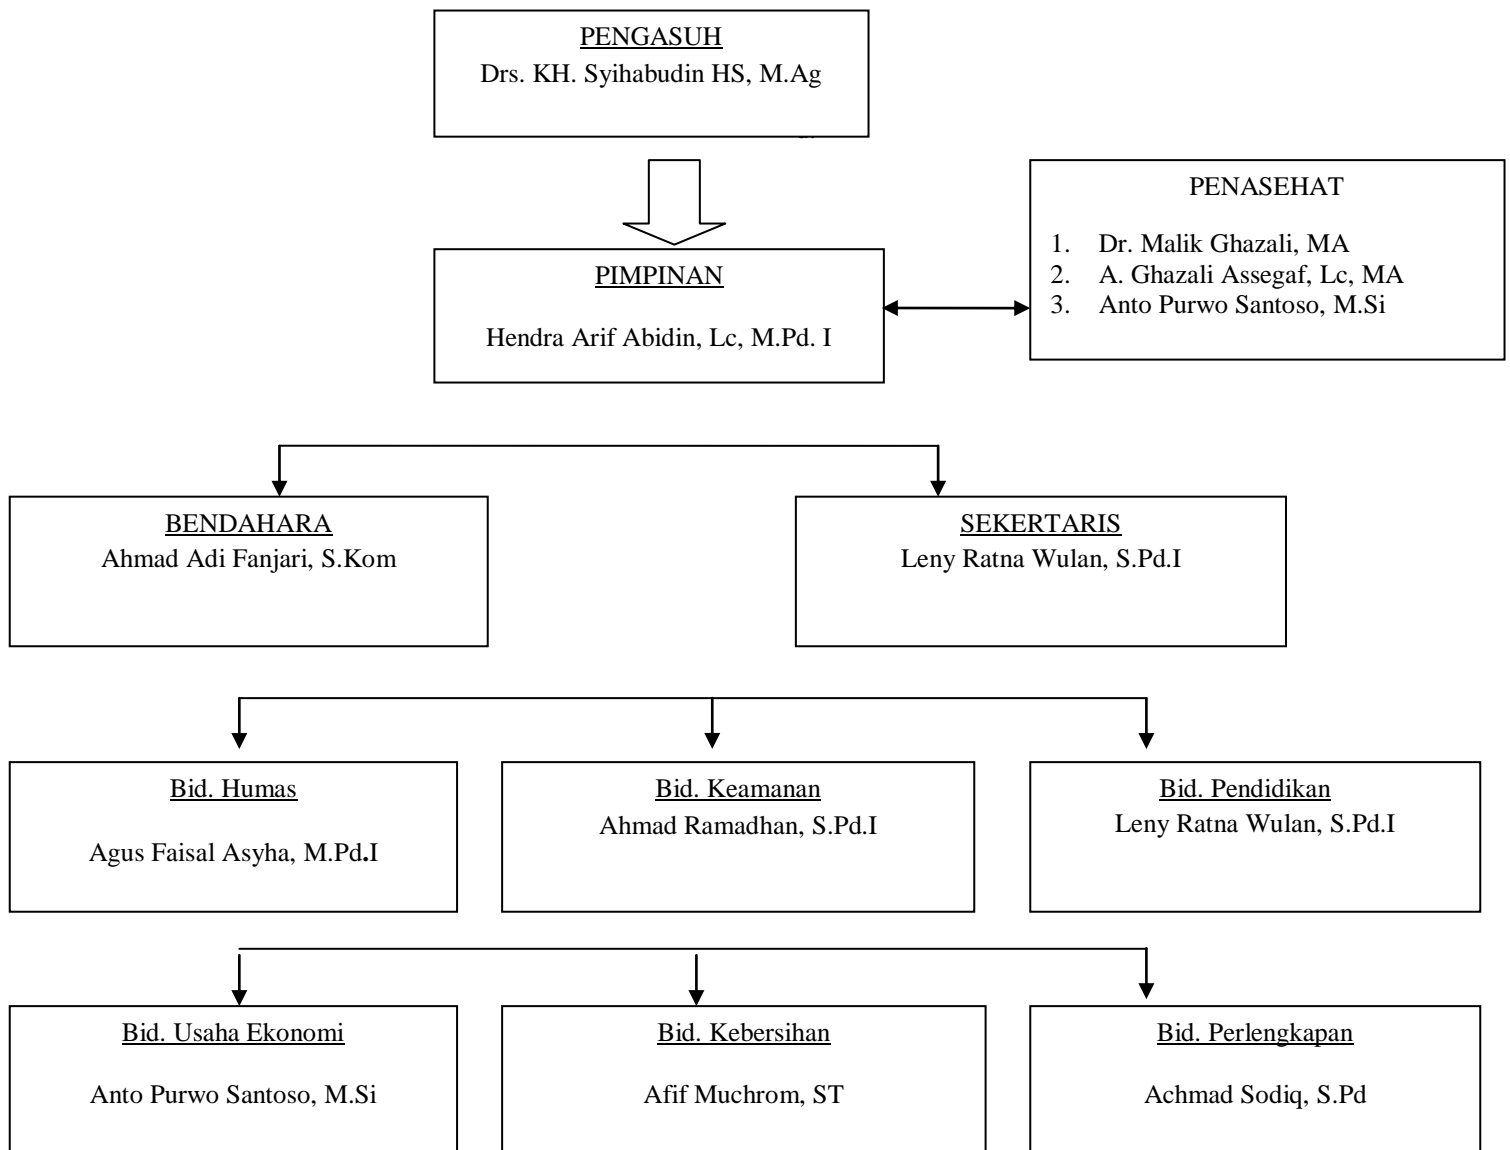 PENGASUH
Drs. KH. Syihabudin HS, M.Ag
PENASEHAT
1. Dr. Malik Ghazali, MA
2. A. Ghazali Assegaf, Lc, MA
3. Anto Purwo Santoso, M.Si
PIMPINAN
Hendra Arif Abidin, Lc, M.Pd. I
BENDAHARA
Ahmad Adi Fanjari, S.Kom
SEKERTARIS
Leny Ratna Wulan, S.Pd.I
Bid. Humas
Agus Faisal Asyha, M.Pd.I
Bid. Keamanan
Ahmad Ramadhan, S.Pd.I
Bid. Pendidikan
Leny Ratna Wulan, S.Pd.I
Bid. Usaha Ekonomi
Anto Purwo Santoso, M.Si
Bid. Kebersihan
Afif Muchrom, ST
Bid. Perlengkapan
Achmad Sodiq, S.Pd